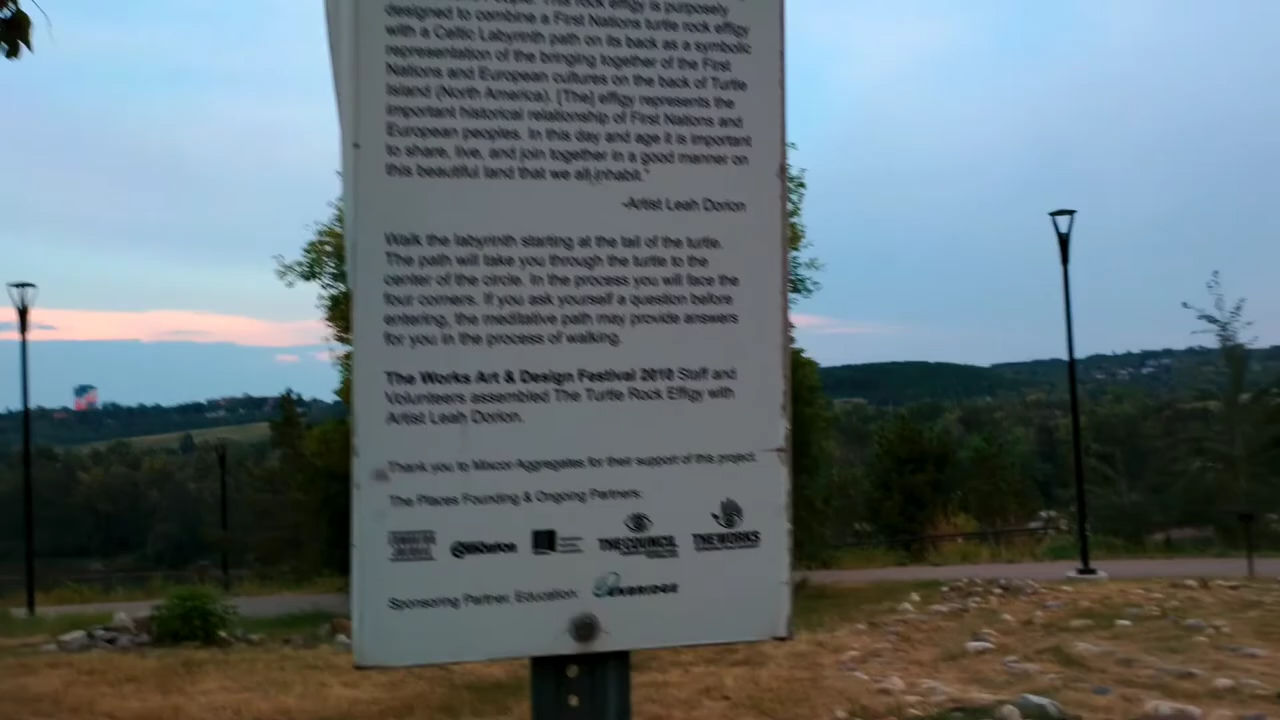 People. This rock effigy is purposely
designed to combine a First Nations turtle rock effigy
with a Celtic Labyrinth path on its back as a symbolic
representation of the bringing together of the First
Nations and European cultures on the back of Turtle
Island (North America). [The] effigy represents the
important historical relationship of First Nations and
European peoples. In this day and age it is important
to share, live, and join together in a good manner on
this beautiful land that we all inhabit."
-Artist Leah Dorion
Walk the labyrinth starting at the tail of the turtle.
The path will take you through the turtle to the
center of the circle. In the process you will face the
four corners. If you ask yourself a question before
entering, the meditative path may provide answers
for you in the process of walking.
The Works Art & Design Festival 2010 Staff and
Volunteers assembled The Turtle Rock Effigy with
Artist Leah Dorion.
Thank you to Mixcor Aggregates for their support of this project.
The Places Founding & Ongoing Partners:
THE COUNCIL
THE WORKS
Sponsoring Partner, Education:
ENBRIDGE